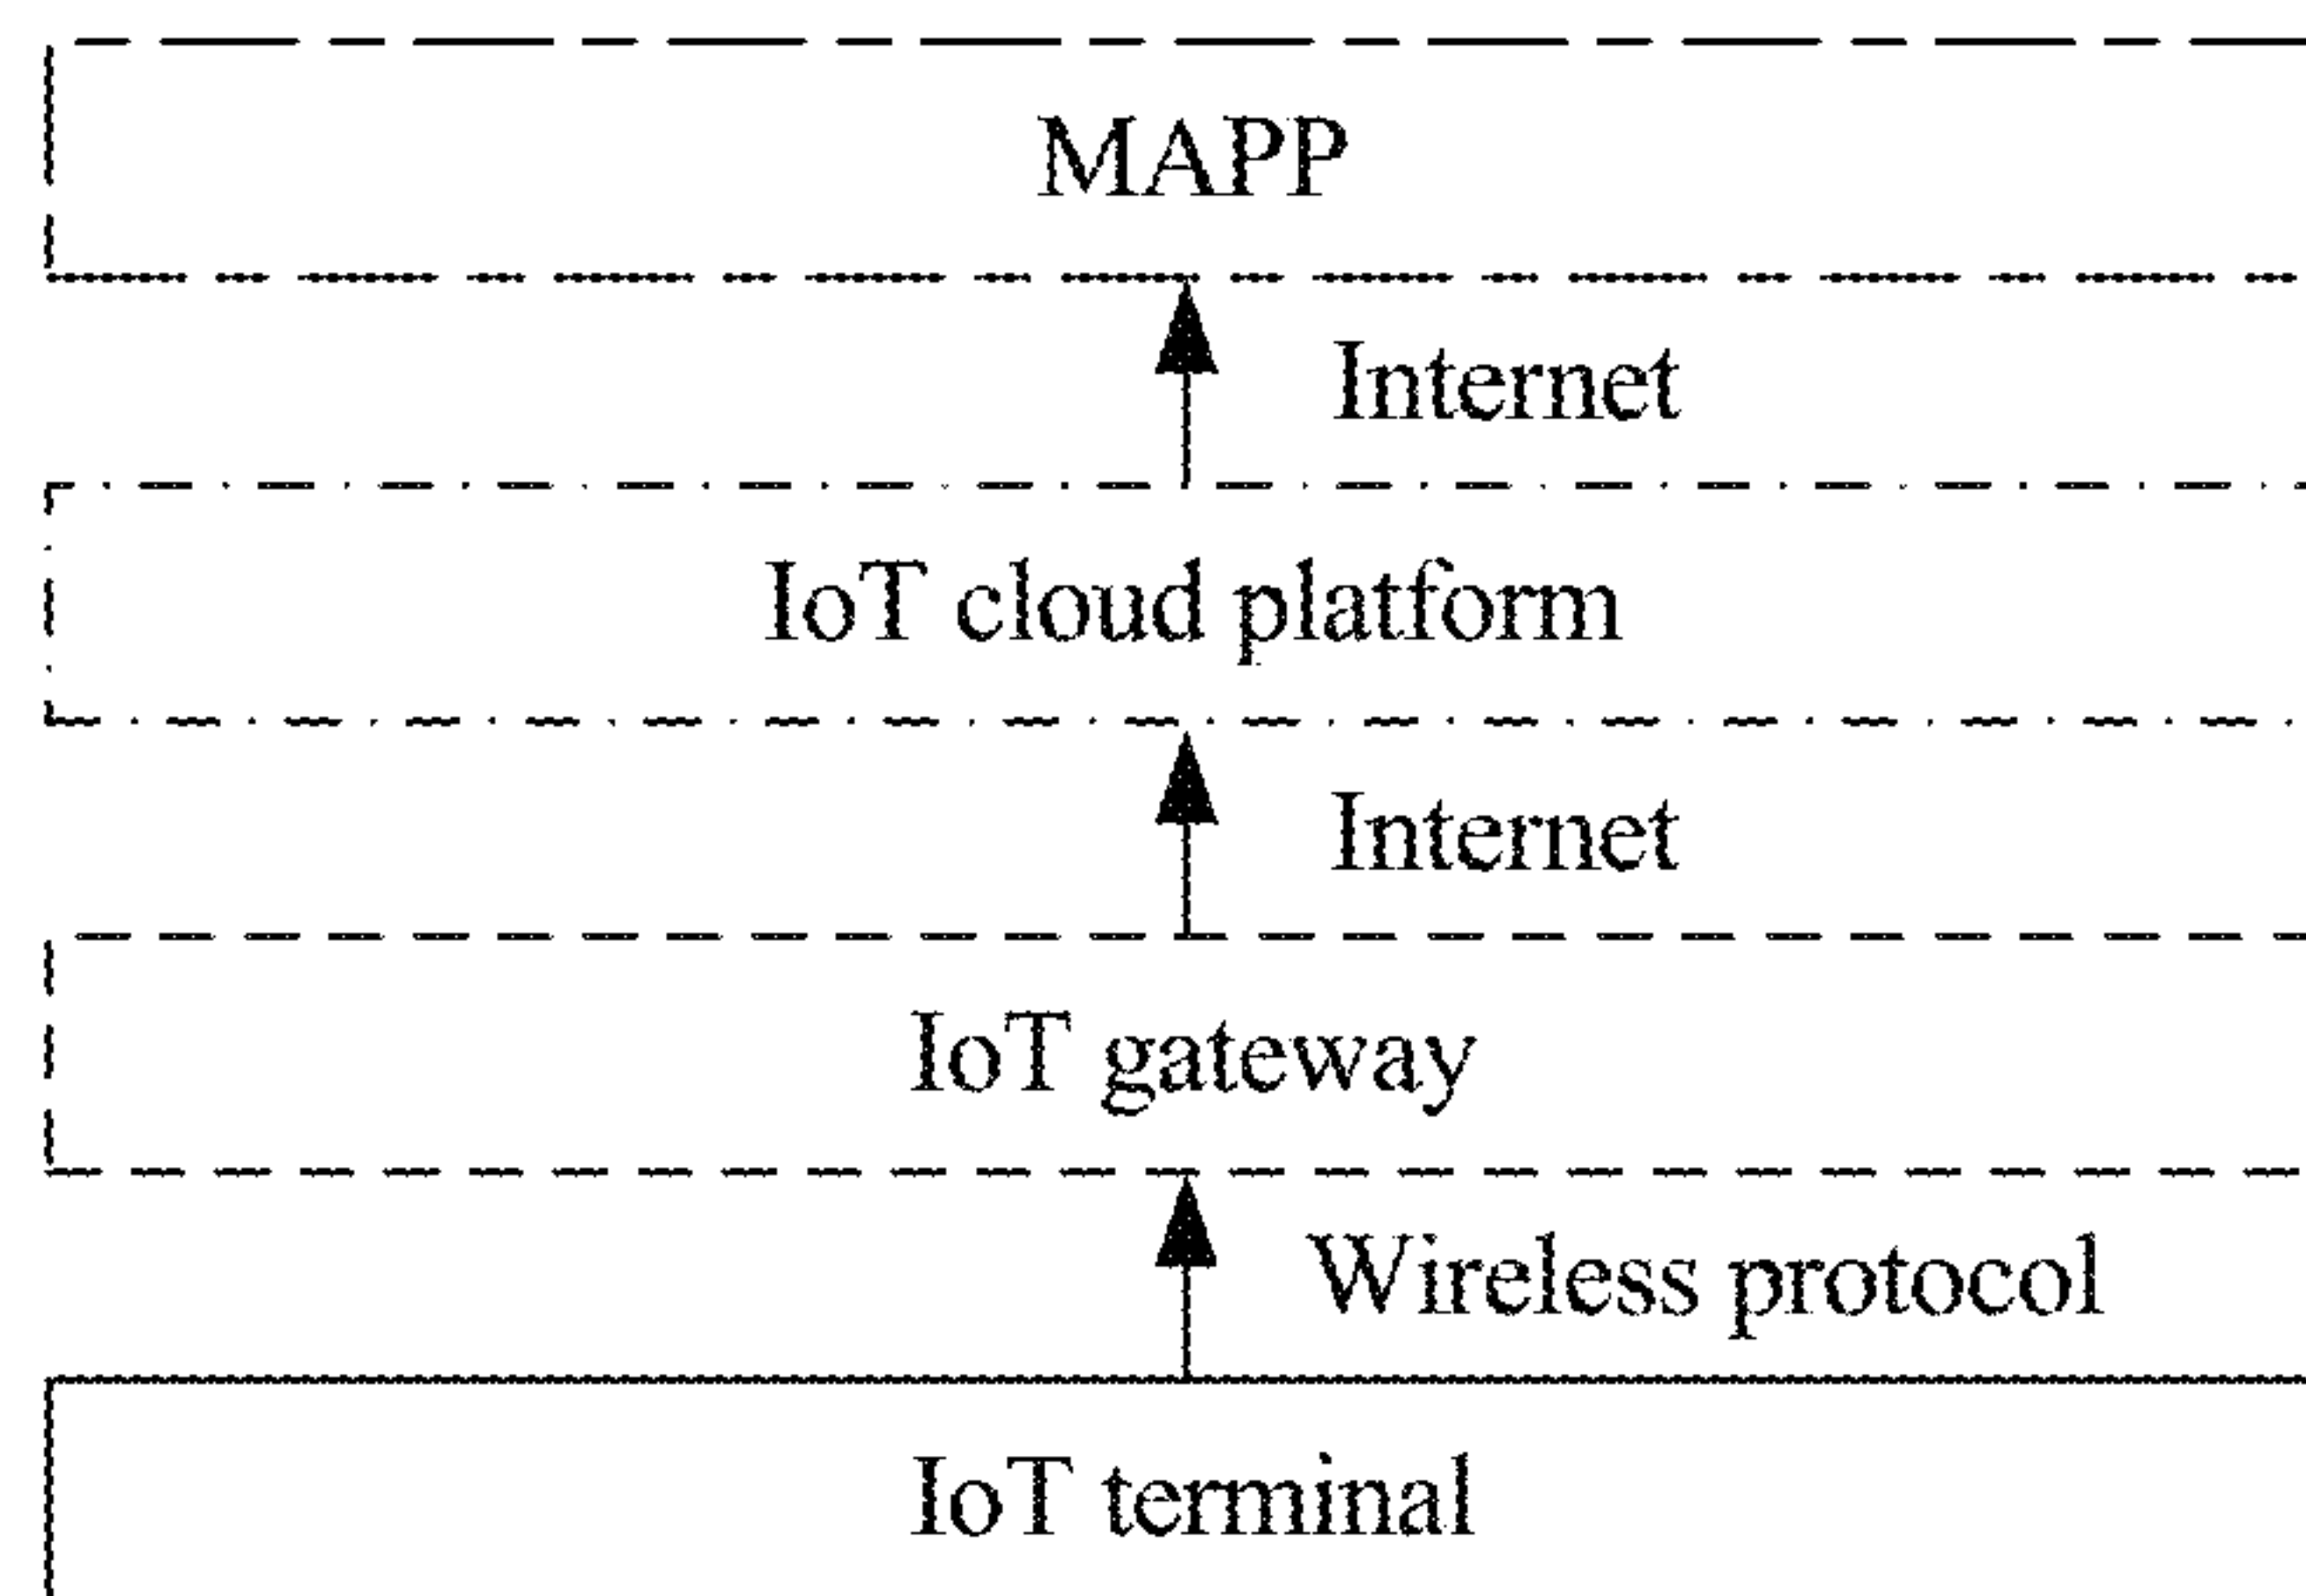 MAPP
Internet
IoT cloud platform
Internet
IoT gateway
Wireless protocol
IoT terminal